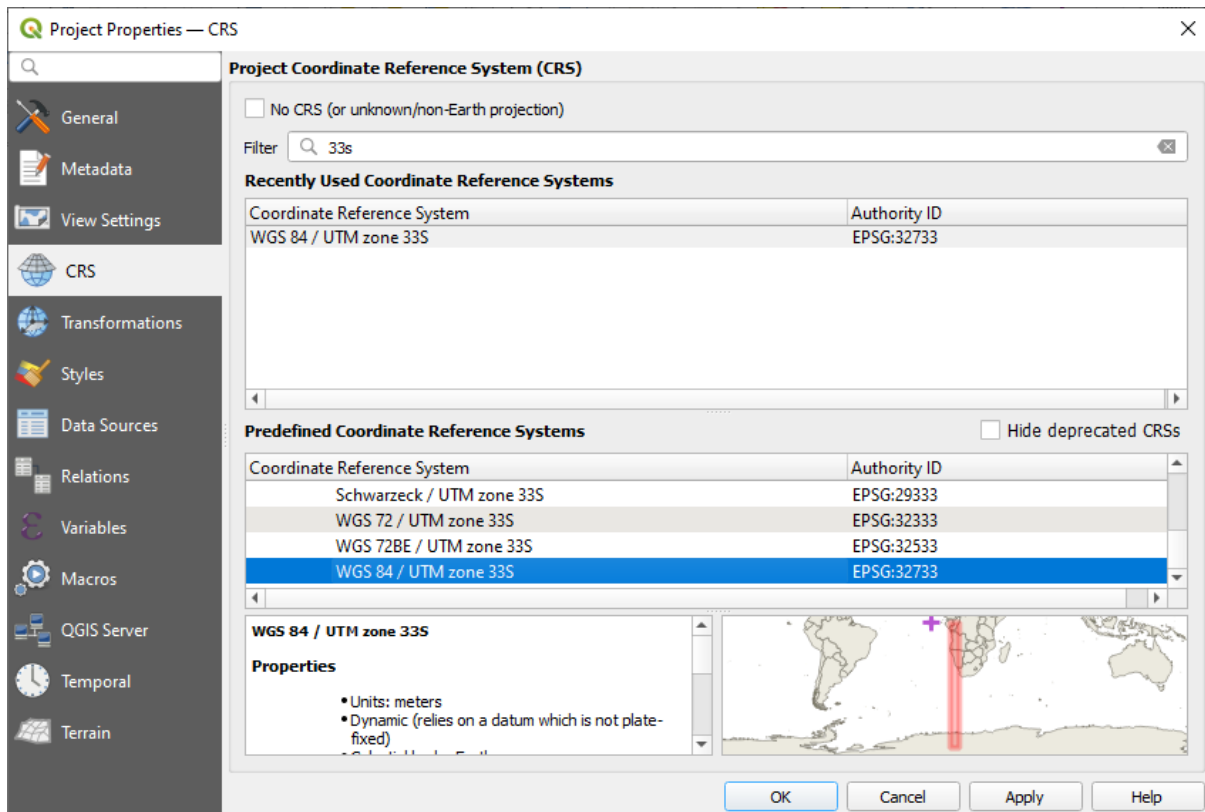 Project Properties — CRS
Project Coordinate Reference System (CRS)
General
Metadata
View Settings
CRS
Transformations
Styles
Data Sources
Relations
Variables
Macros
QGIS Server
Temporal
Terrain
No CRS (or unknown/non-Earth projection)
Filter 33s
Recently Used Coordinate Reference Systems
Coordinate Reference System Authority ID
WGS 84 / UTM zone 33S EPSG:32733
Predefined Coordinate Reference Systems Hide deprecated CRSs
Coordinate Reference System Authority ID
Schwarzeck / UTM zone 33S EPSG:29333
WGS 72 / UTM zone 33S EPSG:32333
WGS 72BE / UTM zone 33S EPSG:32533
WGS 84 / UTM zone 33S EPSG:32733
WGS 84 / UTM zone 33S
Properties
•Units: meters
•Dynamic (relies on a datum which is not plate-
fixed)
OK Cancel Apply Help